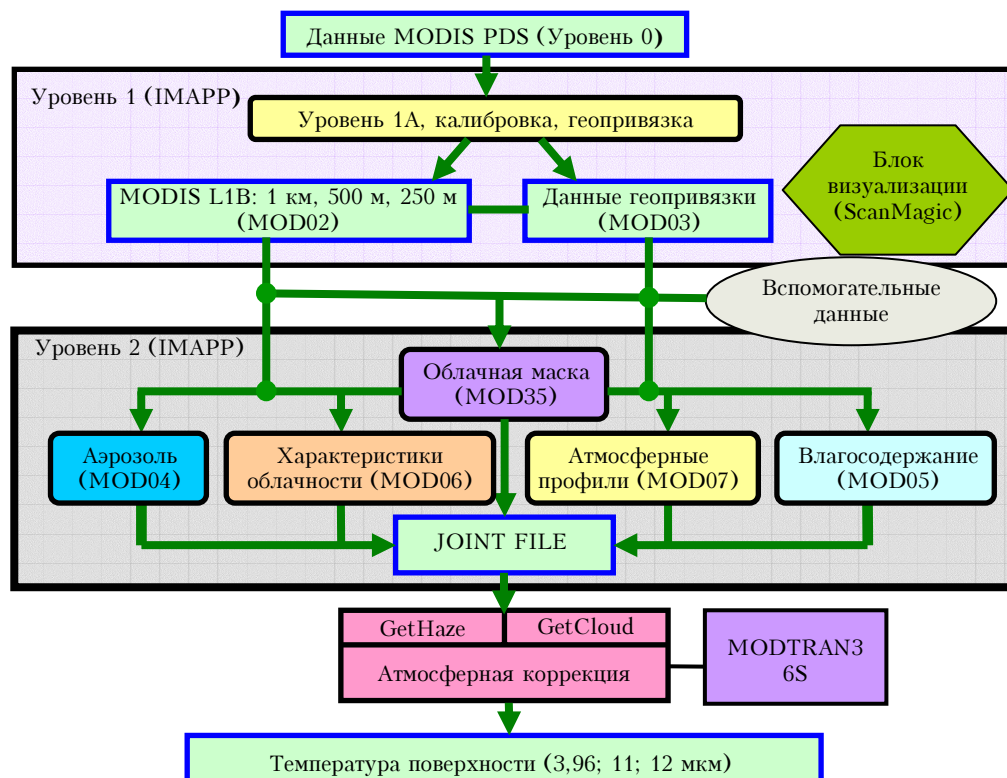 Данные MODIS PDS (Уровень 0)
Уровень 1 (IMAPP)
Уровень 1А, калибровка, геопривязка
Блок
визуализации
(ScanMagic)
MODIS L1B: 1 км, 500 м, 250 м
(MOD02)
Данные геопривязки
(MOD03)
Вспомогательные
данные
Уровень 2 (IMAPP)
Облачная маска
(MOD35)
Аэрозоль
(MOD04)
Характеристики
облачности (MOD06)
Атмосферные
профили (MOD07)
Влагосодержание
(MOD05)
JOINT FILE
GetHaze
GetCloud
Атмосферная коррекция
MODTRAN3
6S
Температура поверхности (3,96; 11; 12 мкм)